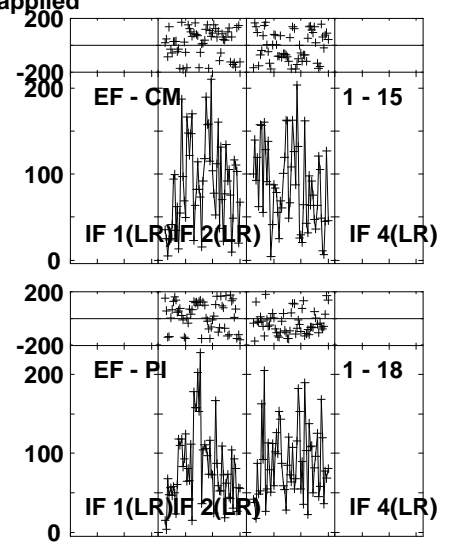 applied
200
-200
200
EF - CM 1 - 15
100
IF 1(LR) IF 2(LR) IF 4(LR)
0
200
-200
200
EF - PI 1 - 18
100
IF 1(LR) IF 2(LR) IF 4(LR)
0